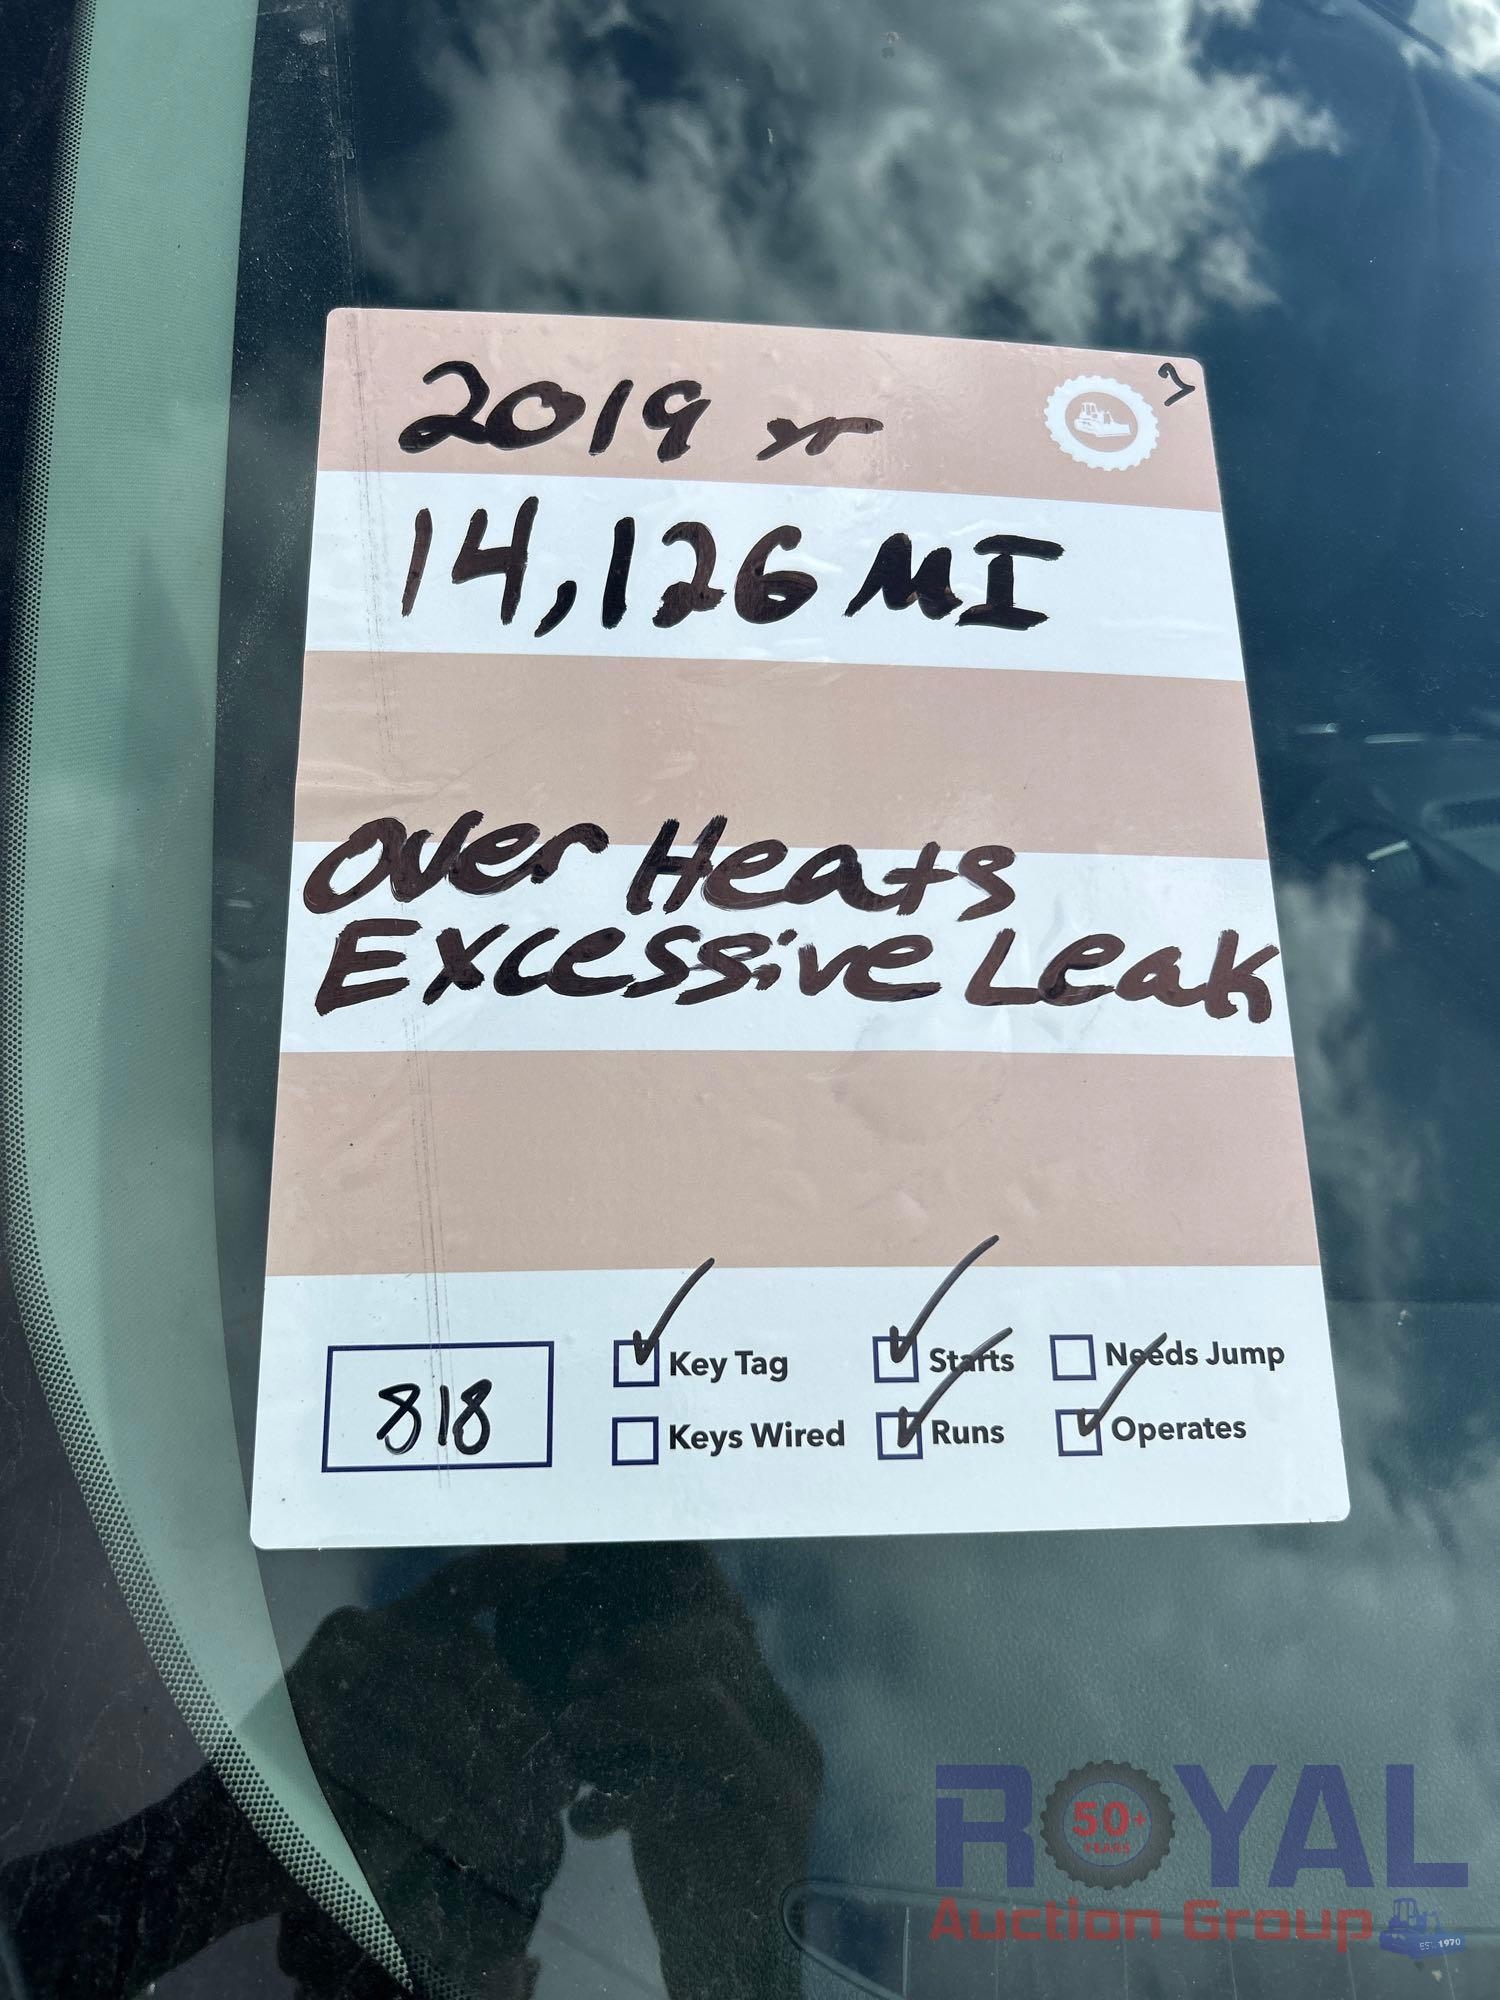 2019 yr
14,126 MI
Over Heats
Excessive Leak
818
Key Tag
Starts
Needs Jump
Keys Wired
Runs
Operates
ROYAL
50+
YEARS
Auction Group
EST. 1970